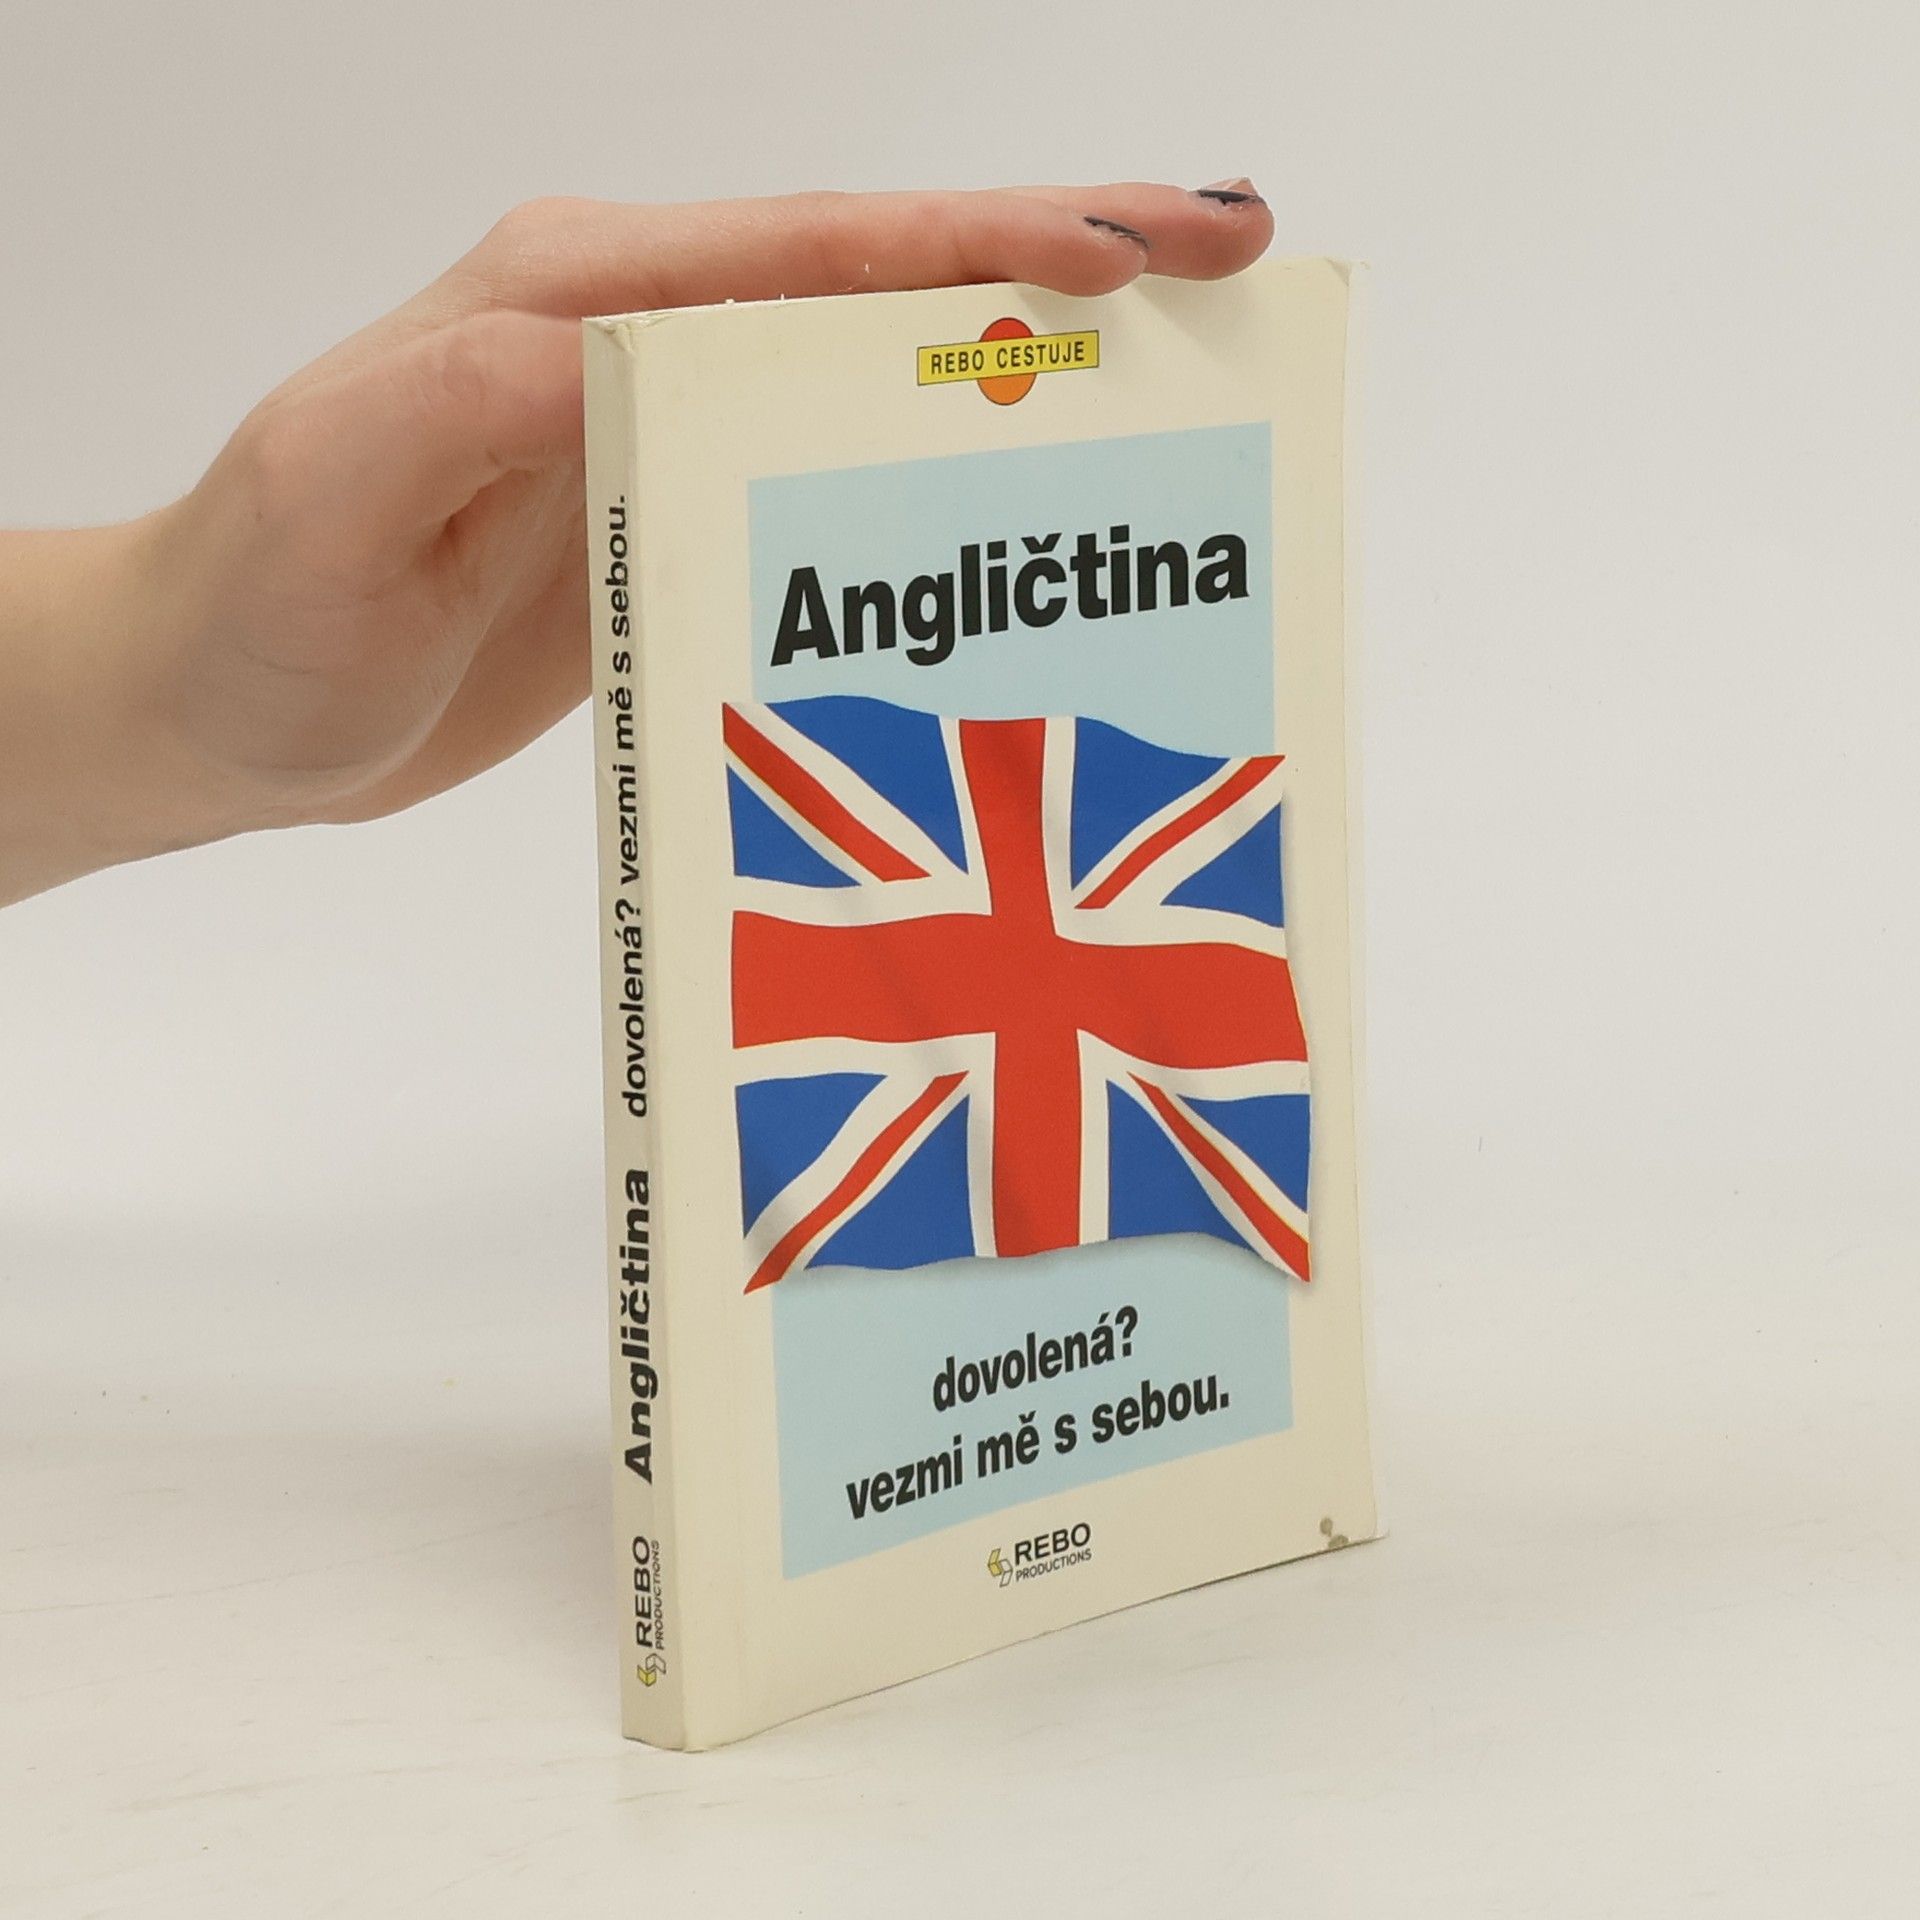 REBO CESTUJE
Angličtina
dovolená?
vezmi mě s sebou.
REBO
PRODUCTIONS
REBO
PRODUCTIONS
Angličtina dovolená? vezmi mě s sebou.